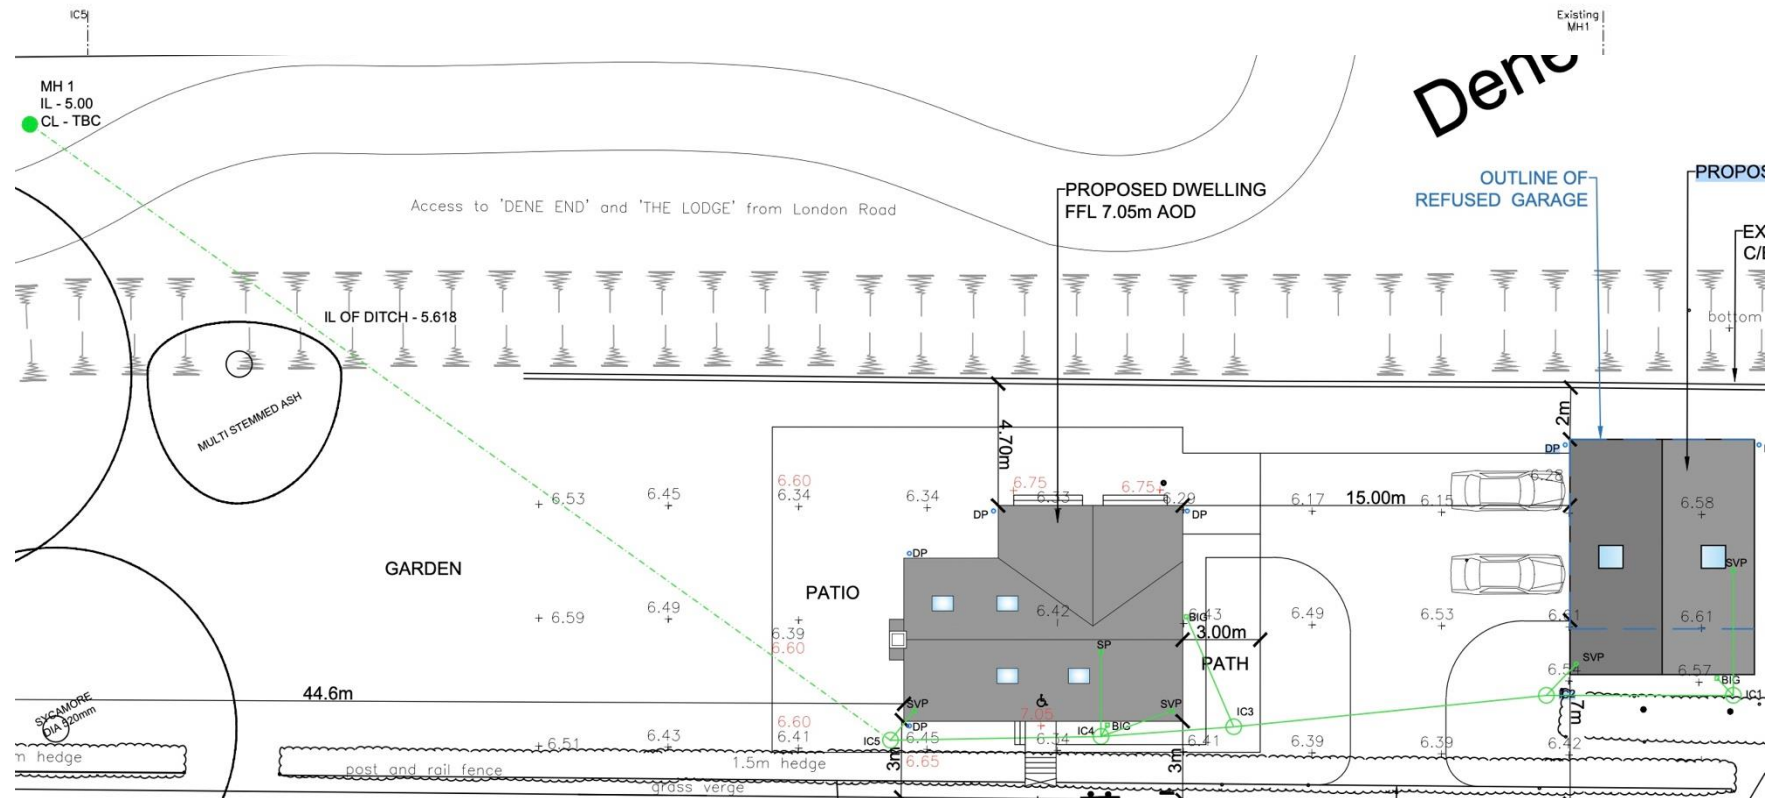 IC5
Existing
MH1
MH 1
IL - 5.00
CL - TBC
Dene
PROPOSED DWELLING
FFL 7.05m AOD
OUTLINE OF
REFUSED GARAGE
PROPOS
EX
C/B
Access to 'DENE END' and 'THE LODGE' from London Road
IL OF DITCH - 5.618
bottom
MULTI STEMMED ASH
4.70m
2m
DP
6.60
6.75
6.75
6.28
6.53
6.45
6.34
6.34
6.33
6.29
15.00m
6.17
6.15
6.58
DP
DP
DP
GARDEN
PATIO
SVP
6.59
6.49
6.39
6.60
6.42
BIG
6.43
6.49
6.53
6.61
3.00m
SP
PATH
SVP
6.54
6.57
BIG
IC1
44.6m
SYCAMORE
DIA 520mm
SVP
SVP
7.05
6.60
DP
IC4
BIG
IC3
7m
6.51
6.43
6.41
IC5
6.45
6.34
6.41
6.39
6.39
6.42
m hedge
post and rail fence
1.5m hedge
6.65
3m
3m
grass verge